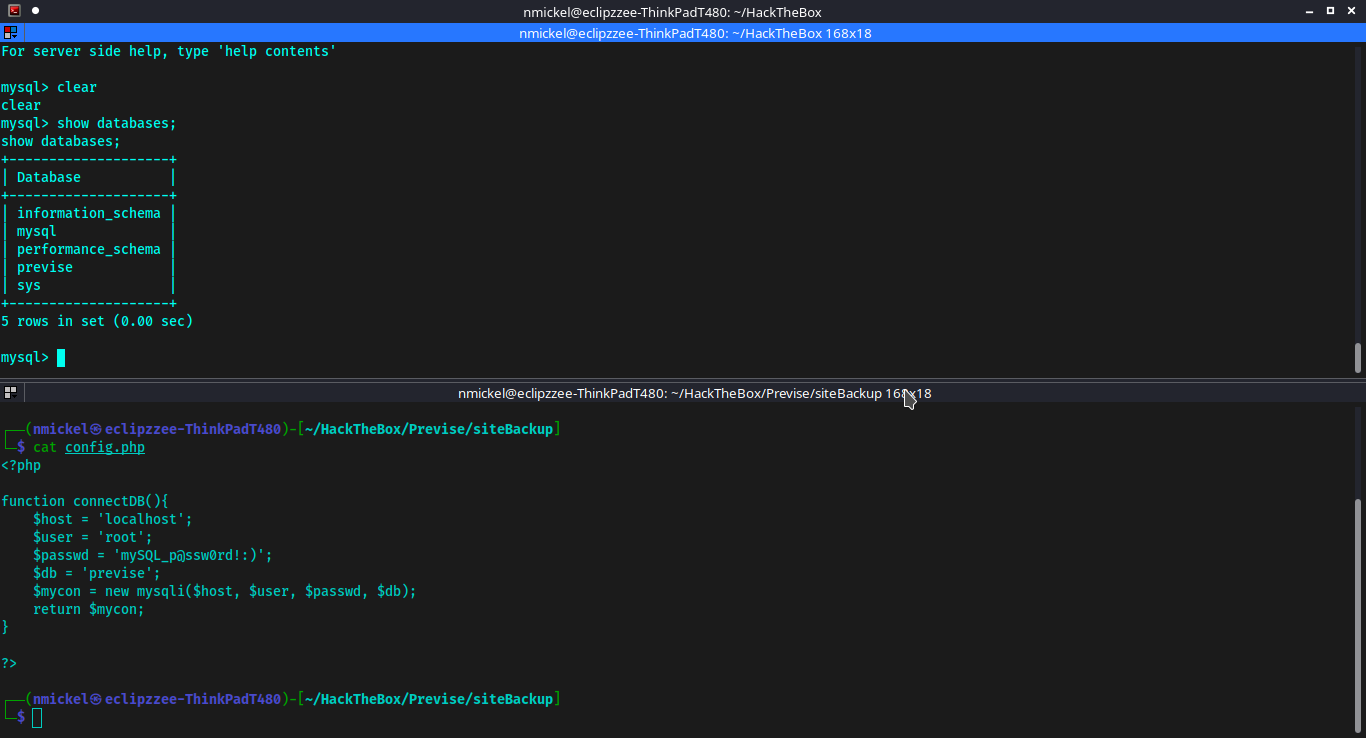 nmickel@eclipzzee-ThinkPadT480: ~/HackTheBox
nmickel@eclipzzee-ThinkPadT480: ~/HackTheBox 168x18
For server side help, type 'help contents'
mysql> clear
clear
mysql> show databases;
show databases;
+--------------------+
| Database           |
+--------------------+
| information_schema |
| mysql              |
| performance_schema |
| previse            |
| sys                |
+--------------------+
5 rows in set (0.00 sec)
mysql>
nmickel@eclipzzee-ThinkPadT480: ~/HackTheBox/Previse/siteBackup 168x18
┌──(nmickel㉿eclipzzee-ThinkPadT480)-[~/HackTheBox/Previse/siteBackup]
└─$ cat config.php
<?php
function connectDB(){
    $host = 'localhost';
    $user = 'root';
    $passwd = 'mySQL_p@ssw0rd!:)';
    $db = 'previse';
    $mycon = new mysqli($host, $user, $passwd, $db);
    return $mycon;
}
?>
┌──(nmickel㉿eclipzzee-ThinkPadT480)-[~/HackTheBox/Previse/siteBackup]
└─$